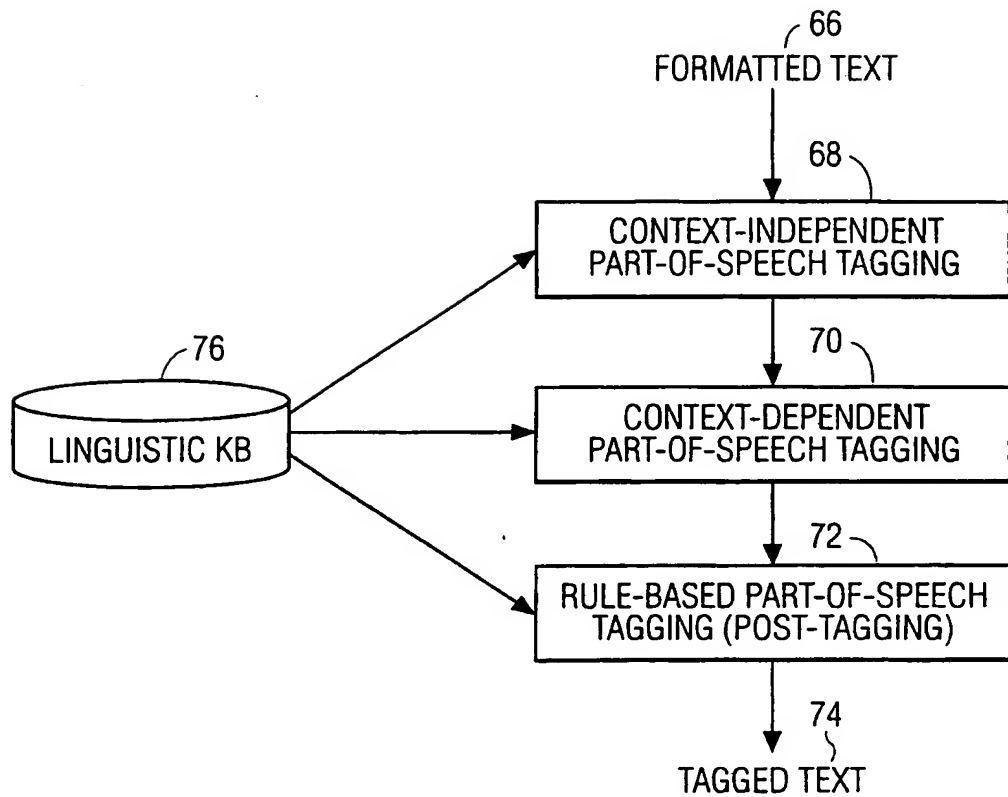 66
FORMATTED TEXT
68
CONTEXT-INDEPENDENT
PART-OF-SPEECH TAGGING
76
LINGUISTIC KB
70
CONTEXT-DEPENDENT
PART-OF-SPEECH TAGGING
72
RULE-BASED PART-OF-SPEECH
TAGGING (POST-TAGGING)
74
TAGGED TEXT